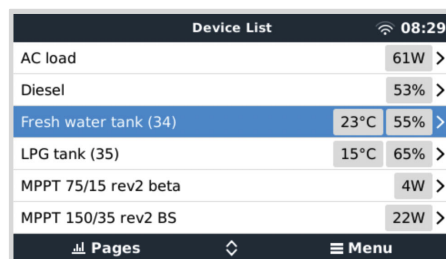 Device List 08:29
AC load 61W
Diesel 53%
Fresh water tank (34) 23°C 55%
LPG tank (35) 15°C 65%
MPPT 75/15 rev2 beta 4W
MPPT 150/35 rev2 BS 22W
Pages Menu